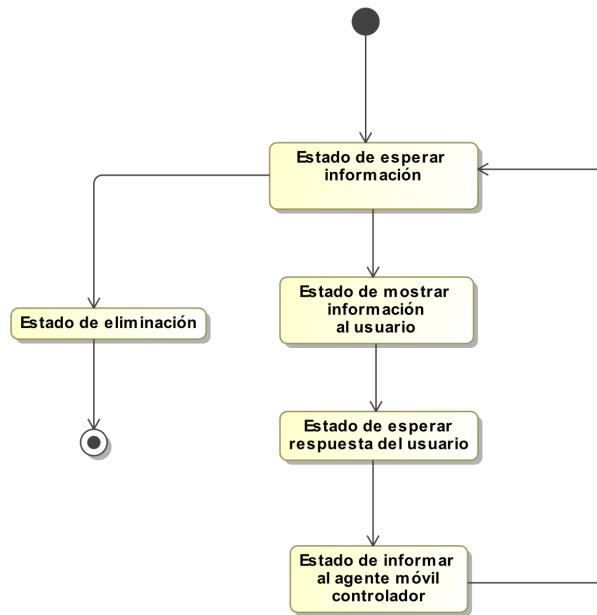 Estado de esperar
información
Estado de mostrar
información
al usuario
Estado de eliminación
Estado de esperar
respuesta del usuario
Estado de informar
al agente móvil
controlador